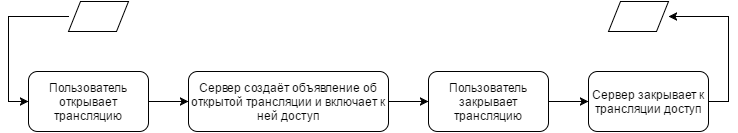 Пользователь
открывает
трансляцию
Сервер создаёт объявление об
открытой трансляции и включает к
ней доступ
Пользователь
закрывает
трансляцию
Сервер закрывает к
трансляции доступ